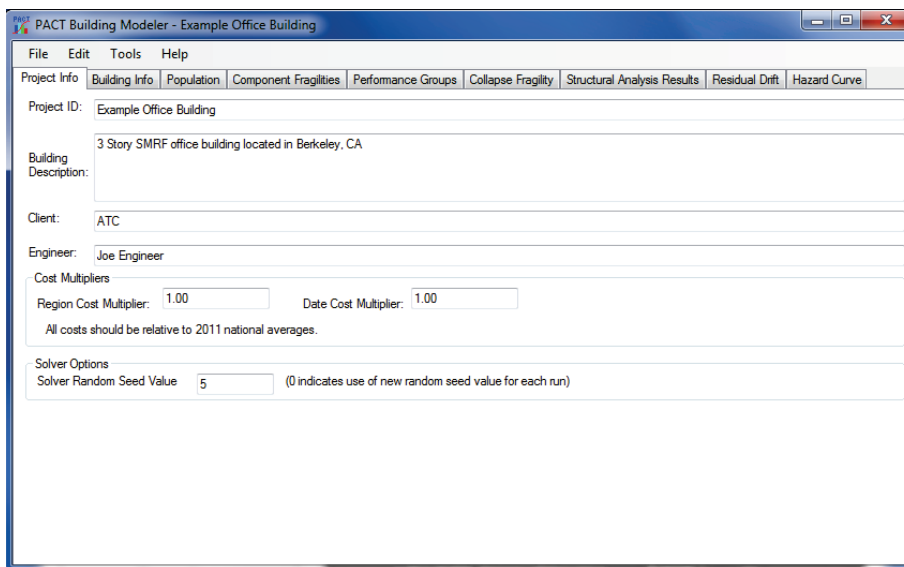 PACT PACT Building Modeler - Example Office Building
File Edit Tools Help
Project Info Building Info Population Component Fragilities Performance Groups Collapse Fragility Structural Analysis Results Residual Drift Hazard Curve
Project ID: Example Office Building
Building Description: 3 Story SMRF office building located in Berkeley, CA
Client: ATC
Engineer: Joe Engineer
Cost Multipliers
Region Cost Multiplier: 1.00 Date Cost Multiplier: 1.00
All costs should be relative to 2011 national averages.
Solver Options
Solver Random Seed Value 5 (0 indicates use of new random seed value for each run)